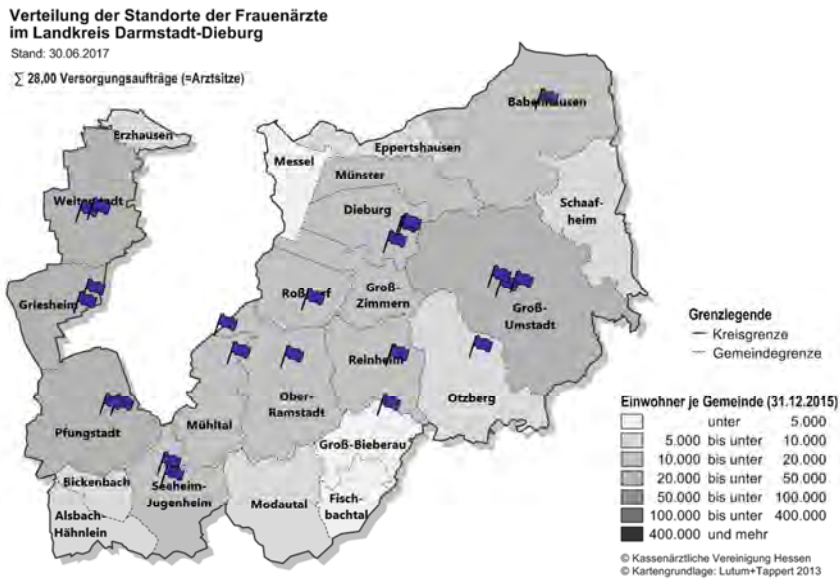 Verteilung der Standorte der Frauenärzte
im Landkreis Darmstadt-Dieburg
Stand: 30.06.2017
∑ 28,00 Versorgungsaufträge (=Arztsitze)
Babenhausen
Erzhausen
Eppertshausen
Messel
Münster
Schaaf-
heim
Weiterstadt
Dieburg
Griesheim
Roßdorf
Groß-
Zimmern
Groß-
Umstadt
Reinheim
Otzberg
Ober-
Ramstadt
Mühltal
Pfungstadt
Groß-Bieberau
Bickenbach
Seeheim-
Jugenheim
Modautal
Fisch-
bachtal
Alsbach-
Hähnlein
Grenzlegende
Kreisgrenze
Gemeindegrenze
Einwohner je Gemeinde (31.12.2015)
unter 5.000
5.000 bis unter 10.000
10.000 bis unter 20.000
20.000 bis unter 50.000
50.000 bis unter 100.000
100.000 bis unter 400.000
400.000 und mehr
© Kassenärztliche Vereinigung Hessen
© Kartengrundlage: Lutum+Tappert 2013